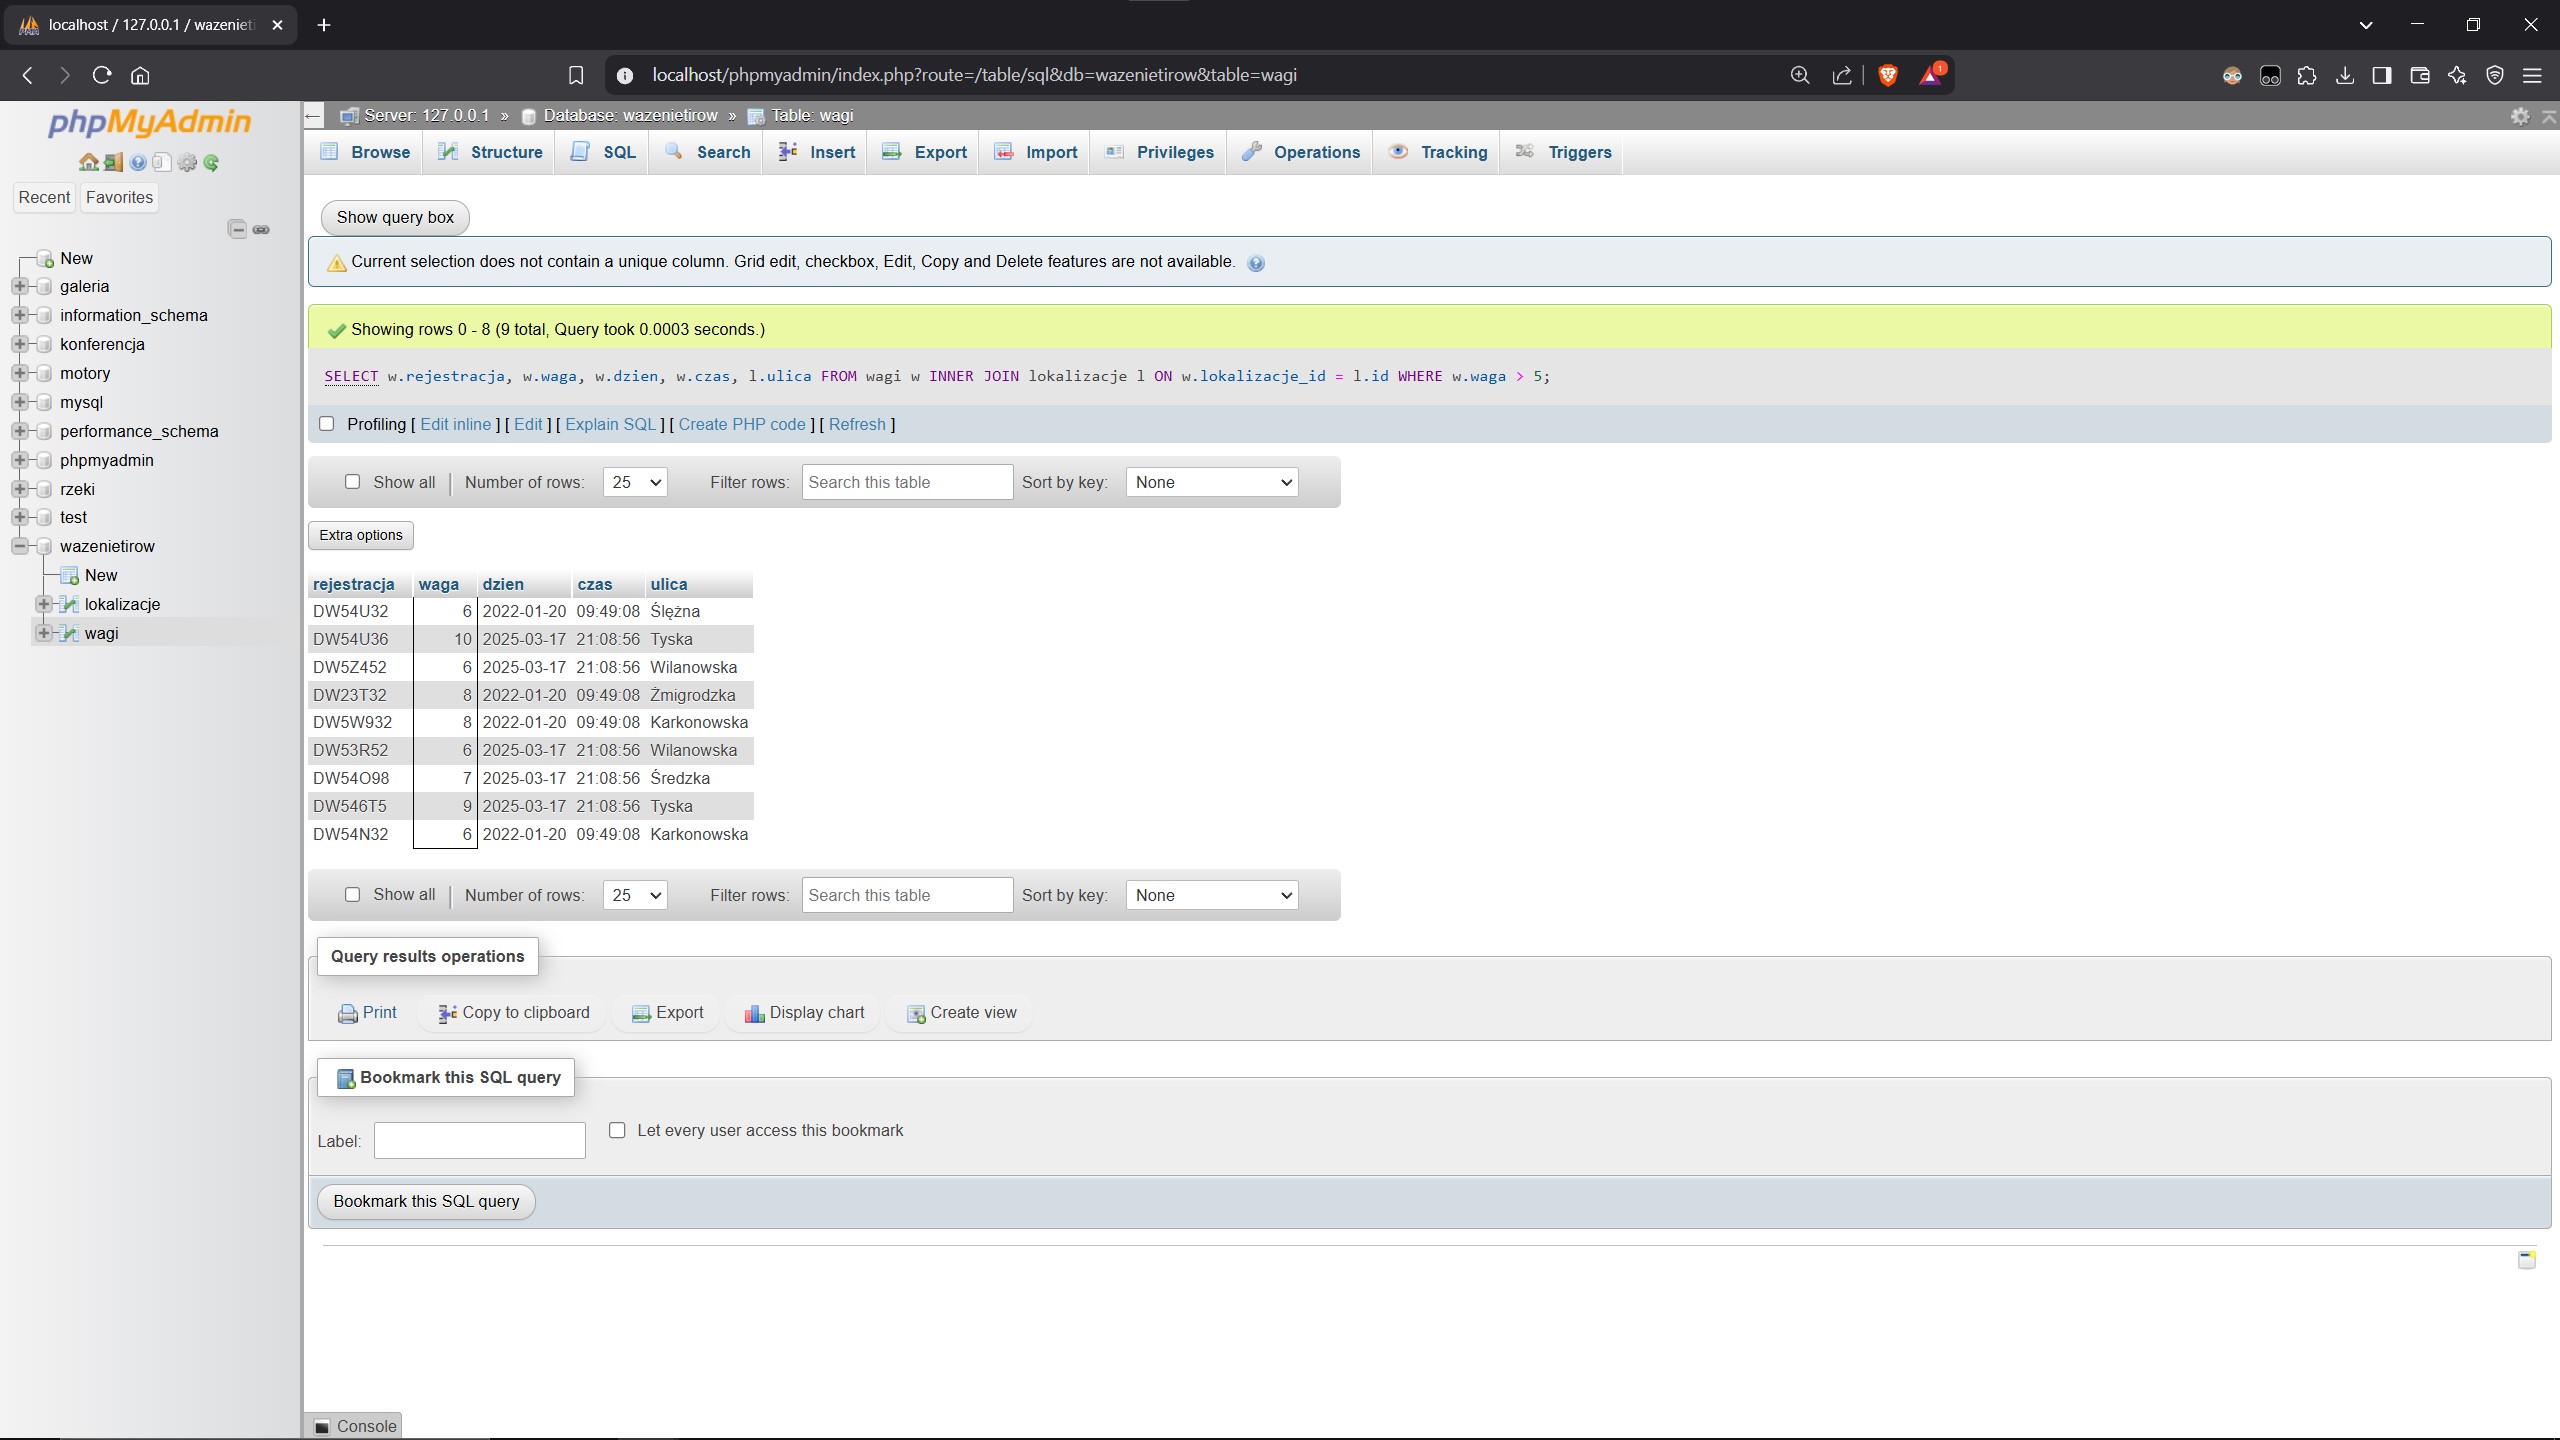 localhost / 127.0.0.1 / wazenieti
localhost/phpmyadmin/index.php?route=/table/sql&db=wazenietirow&table=wagi
1
phpMyAdmin
Recent Favorites
New
galeria
information_schema
konferencja
motory
mysql
performance_schema
phpmyadmin
rzeki
test
wazenietirow
New
lokalizacje
wagi
Server: 127.0.0.1 » Database: wazenietirow » Table: wagi
Browse Structure SQL Search Insert Export Import Privileges Operations Tracking Triggers
Show query box
Current selection does not contain a unique column. Grid edit, checkbox, Edit, Copy and Delete features are not available.
Showing rows 0 - 8 (9 total, Query took 0.0003 seconds.)
SELECT w.rejestracja, w.waga, w.dzien, w.czas, l.ulica FROM wagi w INNER JOIN lokalizacje l ON w.lokalizacje_id = l.id WHERE w.waga > 5;
Profiling [ Edit inline ] [ Edit ] [ Explain SQL ] [ Create PHP code ] [ Refresh ]
Show all | Number of rows: 25 Filter rows: Search this table Sort by key: None
Extra options
rejestracja waga dzien czas ulica
DW54U32 6 2022-01-20 09:49:08 Ślężna
DW54U36 10 2025-03-17 21:08:56 Tyska
DW5Z452 6 2025-03-17 21:08:56 Wilanowska
DW23T32 8 2022-01-20 09:49:08 Żmigrodzka
DW5W932 8 2022-01-20 09:49:08 Karkonowska
DW53R52 6 2025-03-17 21:08:56 Wilanowska
DW54O98 7 2025-03-17 21:08:56 Średzka
DW546T5 9 2025-03-17 21:08:56 Tyska
DW54N32 6 2022-01-20 09:49:08 Karkonowska
Show all | Number of rows: 25 Filter rows: Search this table Sort by key: None
Query results operations
Print Copy to clipboard Export Display chart Create view
Bookmark this SQL query
Label: Let every user access this bookmark
Bookmark this SQL query
Console